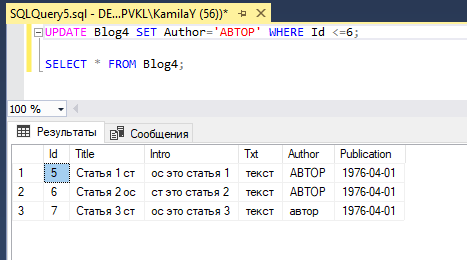 SQLQuery5.sql - DE...PVKL\KamilaY (56))*
UPDATE Blog4 SET Author='АВТОР' WHERE Id <=6;
SELECT * FROM Blog4;
100 %
Результаты Сообщения
Id Title Intro Txt Author Publication
1 5 Статья 1 ст ос это статья 1 текст АВТОР 1976-04-01
2 6 Статья 2 ос ст это статья 2 текст АВТОР 1976-04-01
3 7 Статья 3 ст ос это статья 3 текст автор 1976-04-01